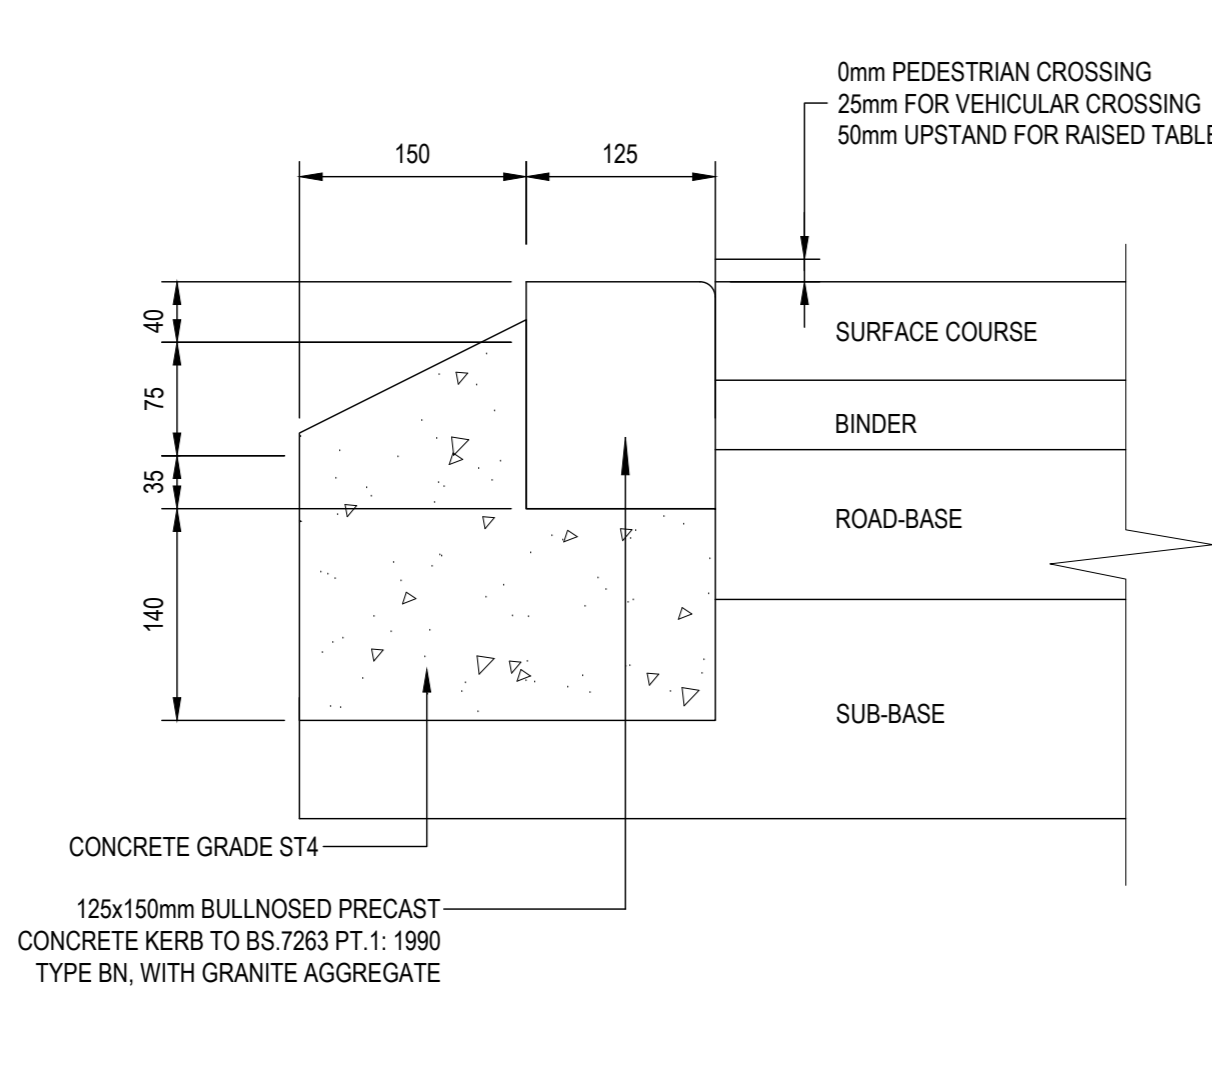 0mm PEDESTRIAN CROSSING
25mm FOR VEHICULAR CROSSING
50mm UPSTAND FOR RAISED TABLE
150
125
40
SURFACE COURSE
75
BINDER
35
ROAD-BASE
140
SUB-BASE
CONCRETE GRADE ST4
125x150mm BULLNOSED PRECAST
CONCRETE KERB TO BS.7263 PT.1: 1990
TYPE BN, WITH GRANITE AGGREGATE